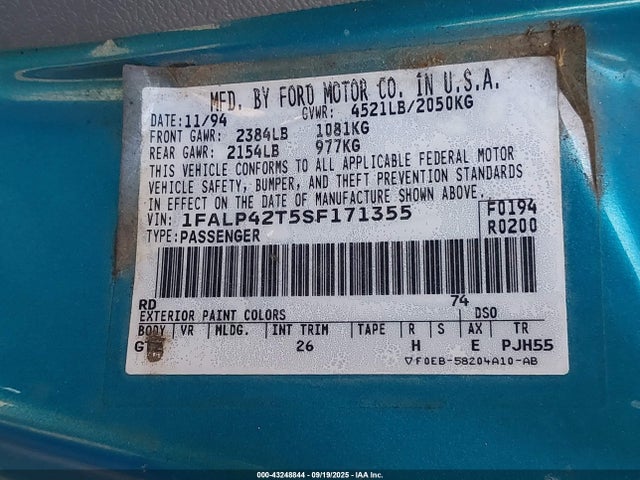 MFD. BY FORD MOTOR CO. IN U.S.A.
DATE: 11/94 GVWR: 4521LB/2050KG
FRONT GAWR: 2384LB 1081KG
REAR GAWR: 2154LB 977KG
THIS VEHICLE CONFORMS TO ALL APPLICABLE FEDERAL MOTOR
VEHICLE SAFETY, BUMPER, AND THEFT PREVENTION STANDARDS
IN EFFECT ON THE DATE OF MANUFACTURE SHOWN ABOVE.
VIN: 1FALP42T5SF171355 F0194
TYPE: PASSENGER R0200
RD 74
EXTERIOR PAINT COLORS DSO
BODY VR MLDG. INT TRIM TAPE R S AX TR
G 26 H E PJH55
▽F0EB-58204A10-AB
000-43248844 - 09/19/2025 - IAA Inc.